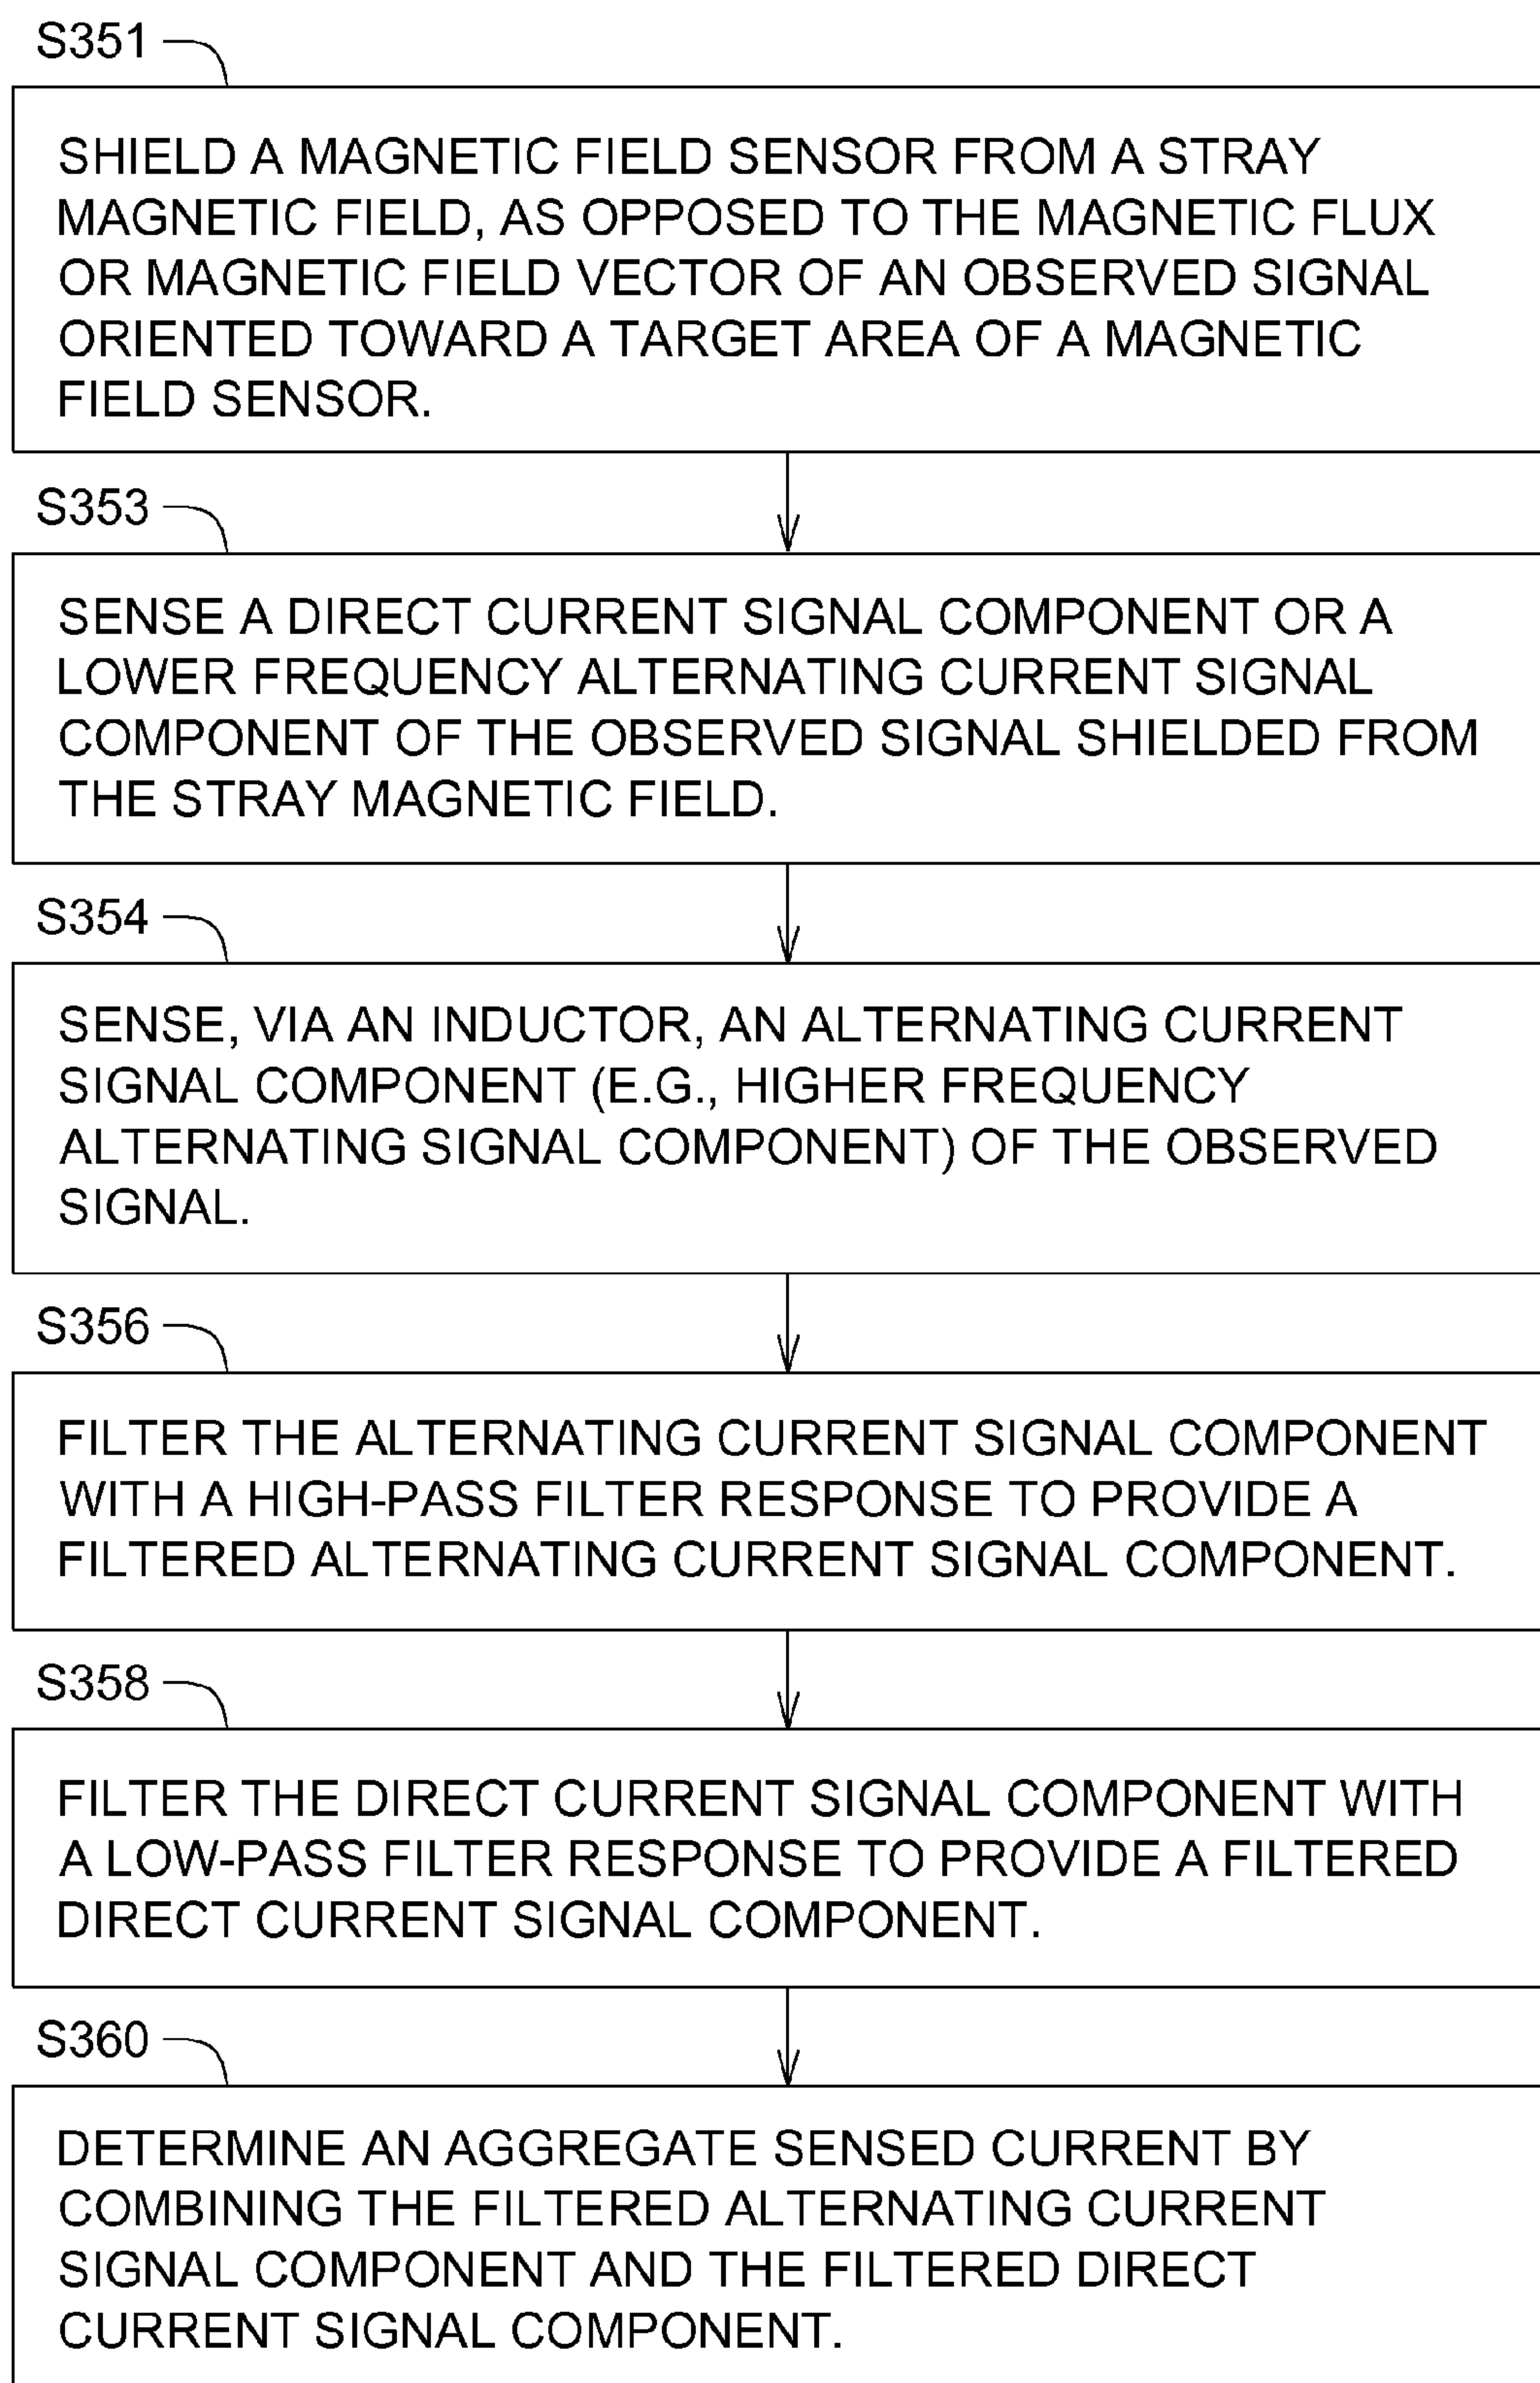 S351
SHIELD A MAGNETIC FIELD SENSOR FROM A STRAY
MAGNETIC FIELD, AS OPPOSED TO THE MAGNETIC FLUX
OR MAGNETIC FIELD VECTOR OF AN OBSERVED SIGNAL
ORIENTED TOWARD A TARGET AREA OF A MAGNETIC
FIELD SENSOR.
S353
SENSE A DIRECT CURRENT SIGNAL COMPONENT OR A
LOWER FREQUENCY ALTERNATING CURRENT SIGNAL
COMPONENT OF THE OBSERVED SIGNAL SHIELDED FROM
THE STRAY MAGNETIC FIELD.
S354
SENSE, VIA AN INDUCTOR, AN ALTERNATING CURRENT
SIGNAL COMPONENT (E.G., HIGHER FREQUENCY
ALTERNATING SIGNAL COMPONENT) OF THE OBSERVED
SIGNAL.
S356
FILTER THE ALTERNATING CURRENT SIGNAL COMPONENT
WITH A HIGH-PASS FILTER RESPONSE TO PROVIDE A
FILTERED ALTERNATING CURRENT SIGNAL COMPONENT.
S358
FILTER THE DIRECT CURRENT SIGNAL COMPONENT WITH
A LOW-PASS FILTER RESPONSE TO PROVIDE A FILTERED
DIRECT CURRENT SIGNAL COMPONENT.
S360
DETERMINE AN AGGREGATE SENSED CURRENT BY
COMBINING THE FILTERED ALTERNATING CURRENT
SIGNAL COMPONENT AND THE FILTERED DIRECT
CURRENT SIGNAL COMPONENT.